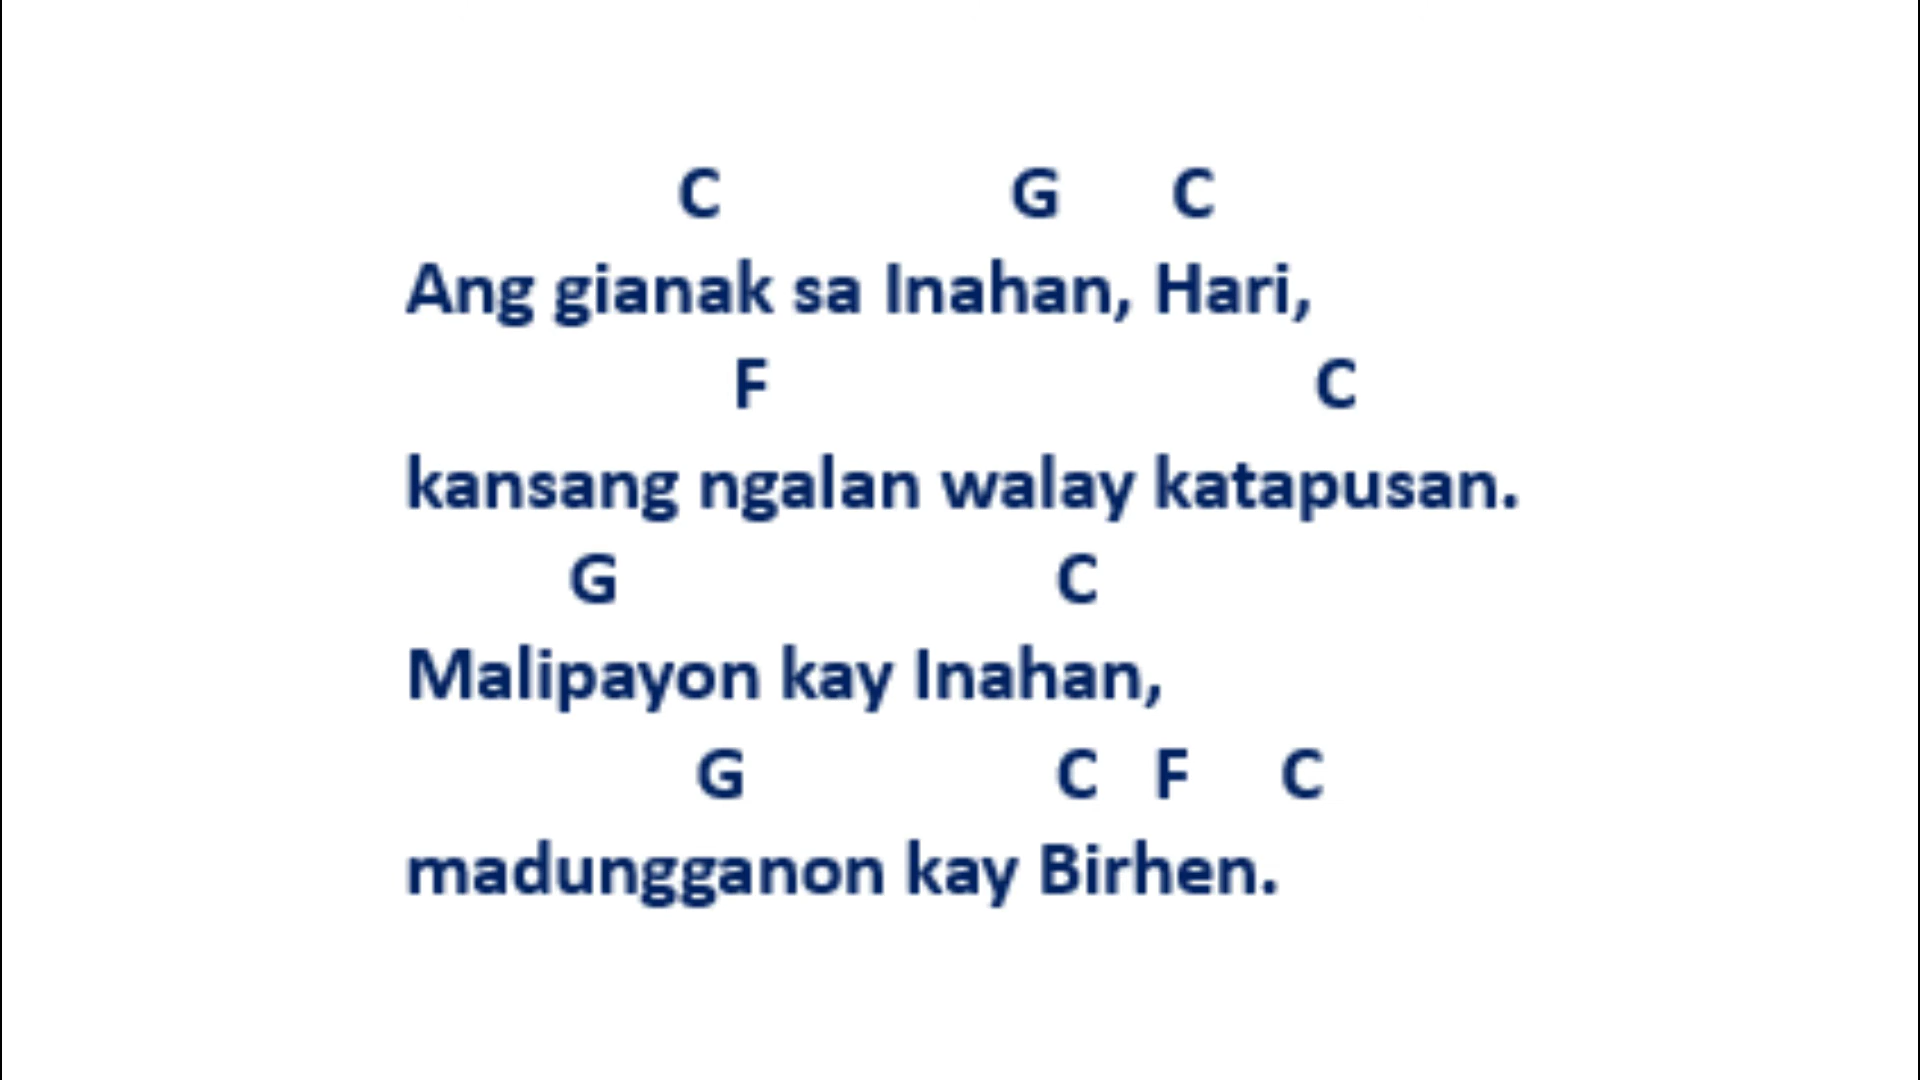 C G C
Ang gianak sa Inahan, Hari,
F C
kansang ngalan walay katapusan.
G C
Malipayon kay Inahan,
G C F C
madungganon kay Birhen.